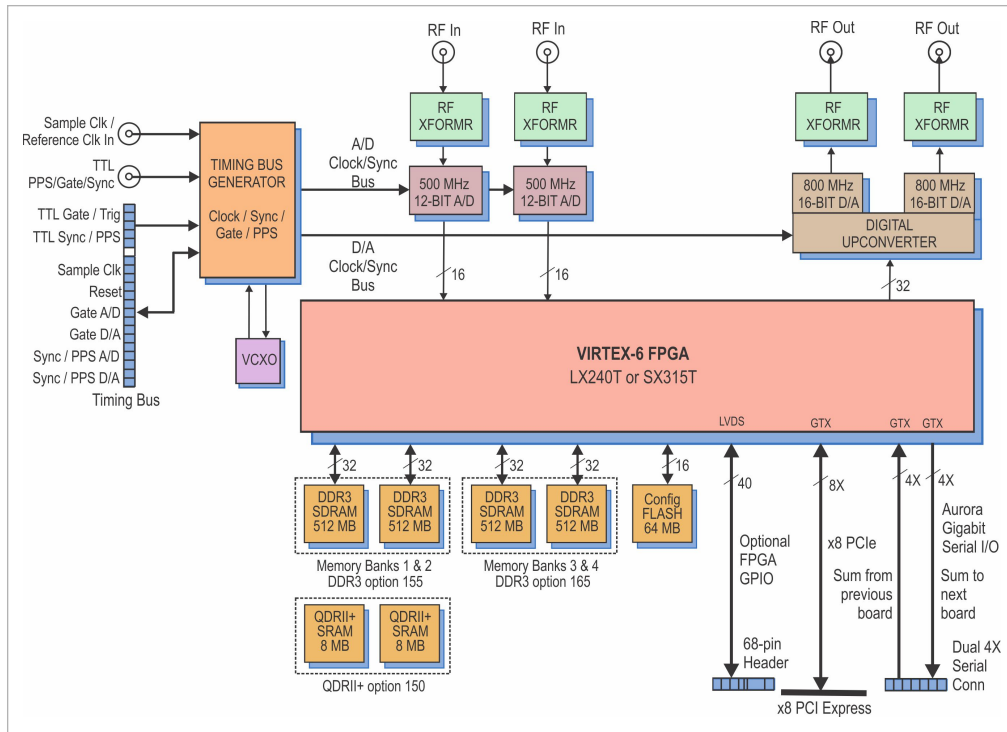 RF In
RF In
RF Out
RF Out
RF
XFORMR
RF
XFORMR
RF
XFORMR
RF
XFORMR
Sample Clk /
Reference Clk In
TTL
PPS/Gate/Sync
TTL Gate / Trig
TTL Sync / PPS
Sample Clk
Reset
Gate A/D
Gate D/A
Sync / PPS A/D
Sync / PPS D/A
Timing Bus
TIMING BUS
GENERATOR
Clock / Sync /
Gate / PPS
VCXO
A/D
Clock/Sync
Bus
D/A
Clock/Sync
Bus
500 MHz
12-BIT A/D
500 MHz
12-BIT A/D
800 MHz
16-BIT D/A
800 MHz
16-BIT D/A
DIGITAL
UPCONVERTER
16
16
32
VIRTEX-6 FPGA
LX240T or SX315T
LVDS
GTX
GTX
GTX
32
32
32
32
16
40
8X
4X
4X
DDR3
SDRAM
512 MB
DDR3
SDRAM
512 MB
DDR3
SDRAM
512 MB
DDR3
SDRAM
512 MB
Config
FLASH
64 MB
Memory Banks 1 & 2
DDR3 option 155
Memory Banks 3 & 4
DDR3 option 165
QDRII+
SRAM
8 MB
QDRII+
SRAM
8 MB
QDRII+ option 150
Optional
FPGA
GPIO
68-pin
Header
x8 PCIe
x8 PCI Express
Sum from
previous
board
Aurora
Gigabit
Serial I/O
Sum to
next
board
Dual 4X
Serial
Conn